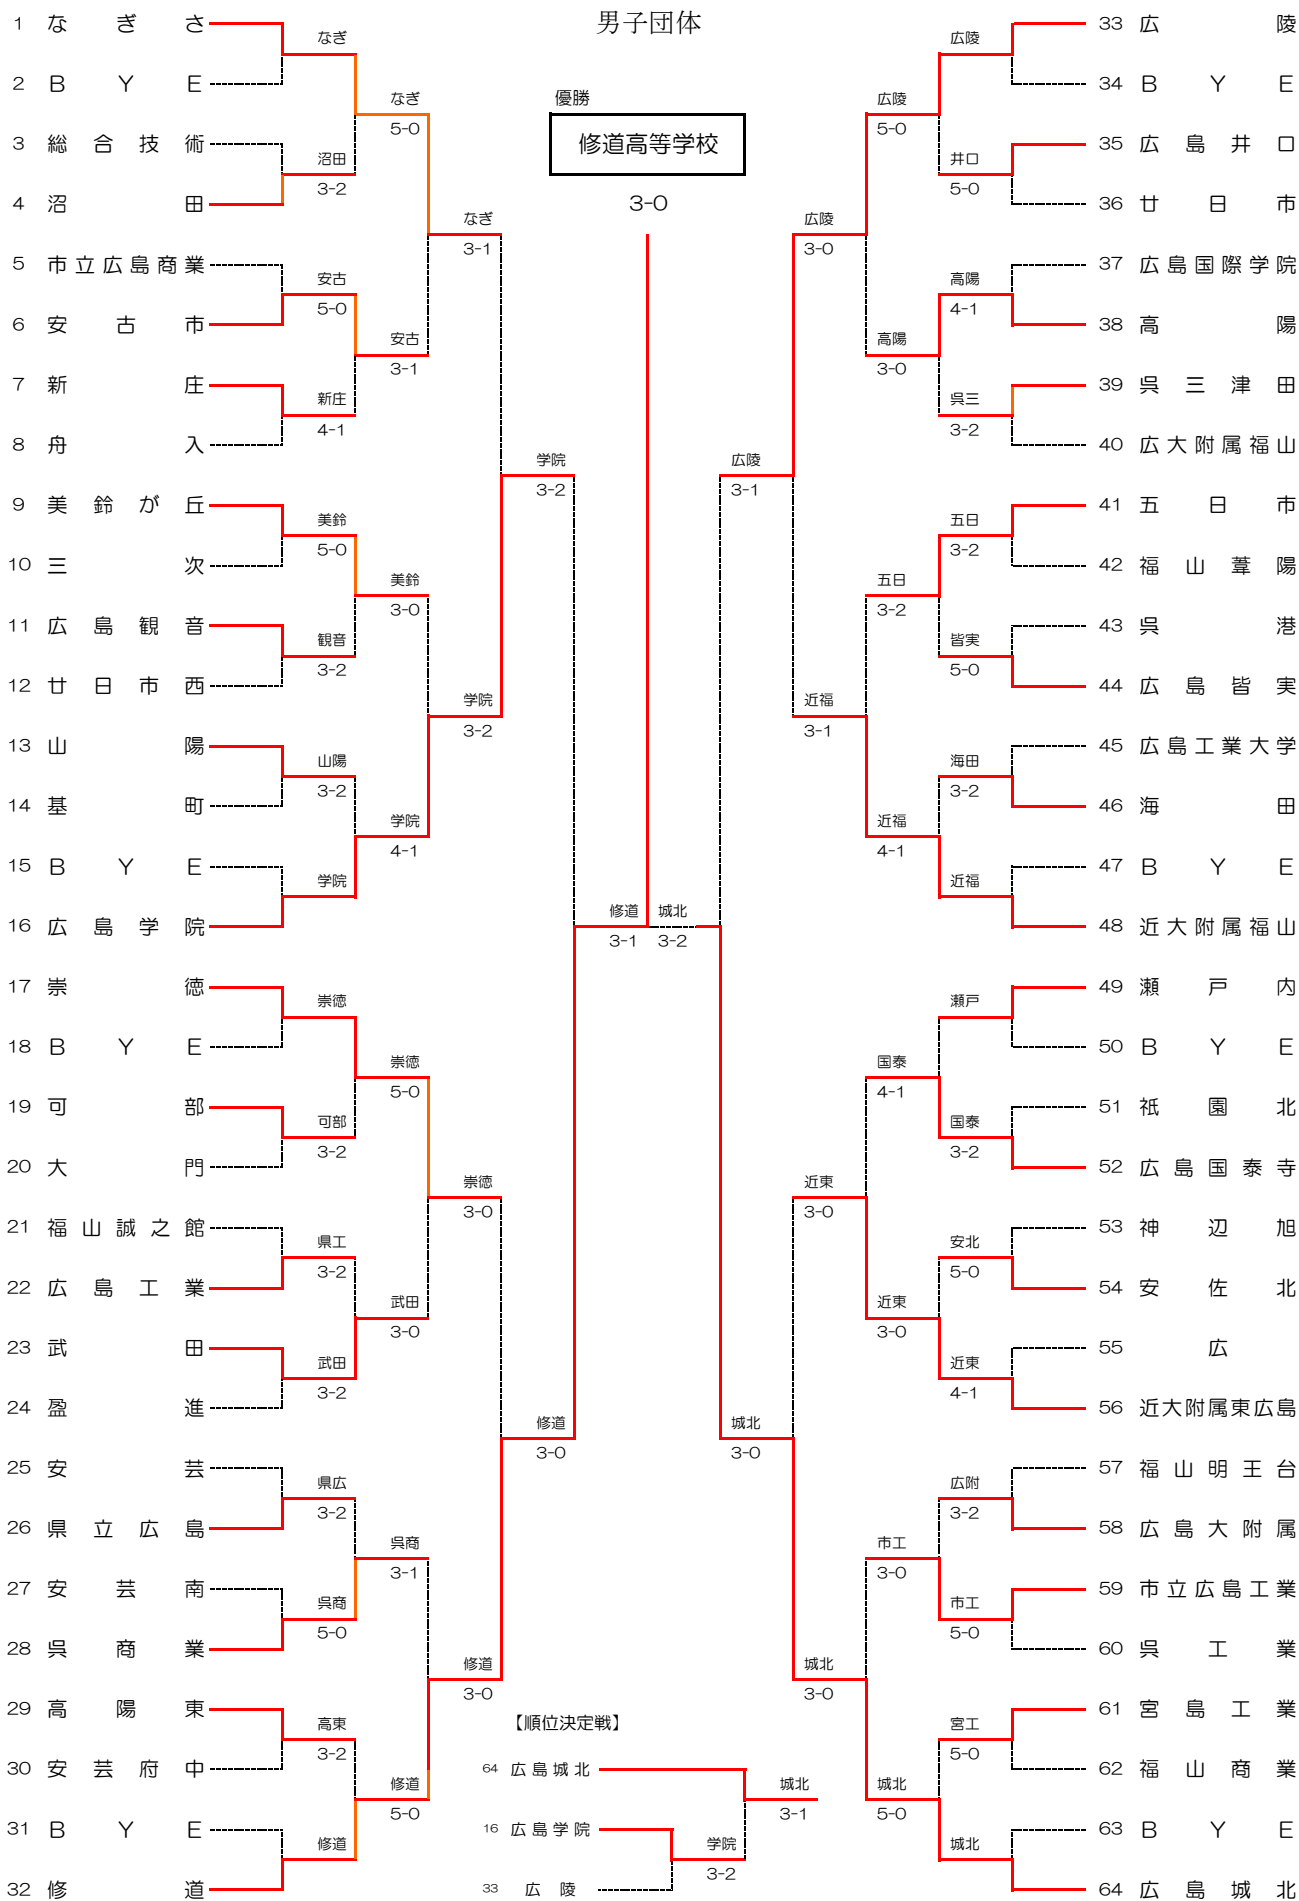 男子団体
優勝
修道高等学校
3-0
1 なぎさ
2 BYE
3 総合技術
4 沼田
5 市立広島商業
6 安古市
7 新庄
8 舟入
9 美鈴が丘
10 三次
11 広島観音
12 廿日市西
13 山陽
14 基町
15 BYE
16 広島学院
17 崇徳
18 BYE
19 可部
20 大門
21 福山誠之館
22 広島工業
23 武田
24 盈進
25 安芸
26 県立広島
27 安芸南
28 呉商業
29 高陽東
30 安芸府中
31 BYE
32 修道
なぎ
沼田
3-2
安古
5-0
新庄
4-1
美鈴
5-0
観音
3-2
山陽
3-2
学院
崇徳
可部
3-2
県工
3-2
武田
3-2
県広
3-2
呉商
5-0
高東
3-2
修道
なぎ
5-0
安古
3-1
美鈴
3-0
学院
4-1
崇徳
5-0
武田
3-0
呉商
3-1
修道
5-0
なぎ
3-1
学院
3-2
崇徳
3-0
修道
3-0
学院
3-2
修道
3-0
修道
3-1
城北
3-2
広陵
3-1
城北
3-0
広陵
3-0
近福
3-1
近東
3-0
城北
3-0
広陵
5-0
高陽
3-0
五日
3-2
近福
4-1
国泰
4-1
近東
3-0
市工
3-0
城北
5-0
広陵
井口
5-0
高陽
4-1
呉三
3-2
五日
3-2
皆実
5-0
海田
3-2
近福
瀬戸
国泰
3-2
安北
5-0
近東
4-1
広附
3-2
市工
5-0
宮工
5-0
城北
33 広陵
34 BYE
35 広島井口
36 廿日市
37 広島国際学院
38 高陽
39 呉三津田
40 広大附属福山
41 五日市
42 福山葦陽
43 呉港
44 広島皆実
45 広島工業大学
46 海田
47 BYE
48 近大附属福山
49 瀬戸内
50 BYE
51 祇園北
52 広島国泰寺
53 神辺旭
54 安佐北
55 広
56 近大附属東広島
57 福山明王台
58 広島大附属
59 市立広島工業
60 呉工業
61 宮島工業
62 福山商業
63 BYE
64 広島城北
【順位決定戦】
64 広島城北
16 広島学院
33 広陵
学院
3-2
城北
3-1